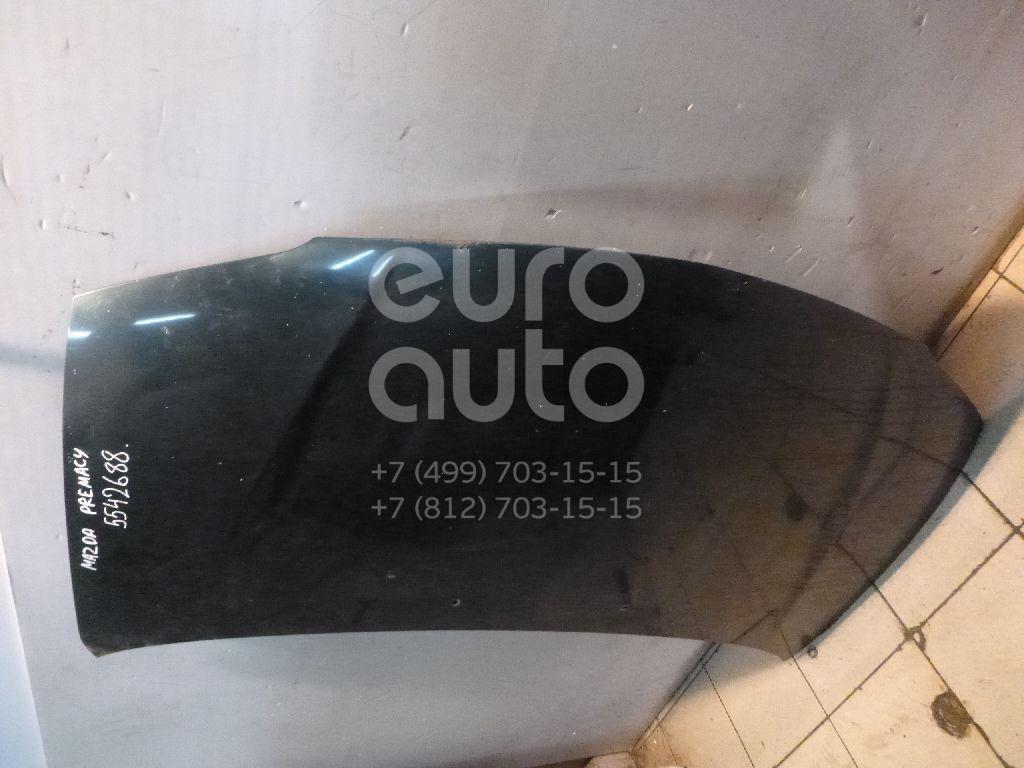 euro
auto
+7 (499) 703-15-15
+7 (812) 703-15-15
MAZDA PREMACY
5542688.